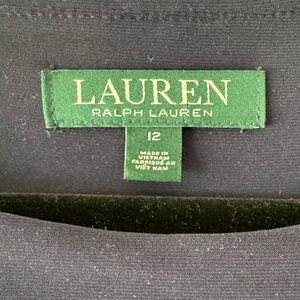 LAUREN
RALPH LAUREN
12
MADE IN
VIETNAM
FABRIQUÉ AU
VIET NAM